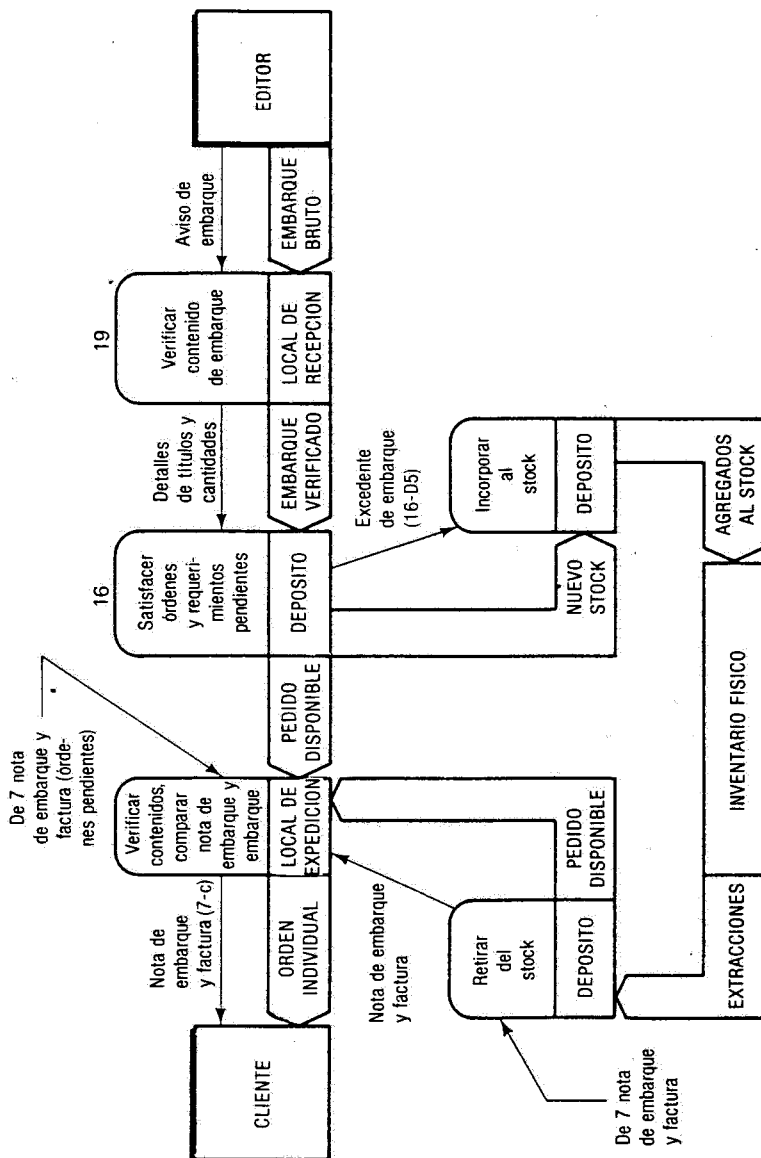 De 7 nota
de embarque y
factura (órde-
nes pendientes)
19
16
EDITOR
Aviso de
embarque
EMBARQUE
BRUTO
Verificar
contenido
de embarque
LOCAL DE
RECEPCION
Detalles
de títulos y
cantidades
EMBARQUE
VERIFICADO
Satisfacer
órdenes
y requeri-
mientos
pendientes
DEPOSITO
PEDIDO
DISPONIBLE
Verificar
contenidos,
comparar
nota de
embarque y
embarque
LOCAL DE
EXPEDICION
Nota de
embarque
y factura (7-c)
ORDEN
INDIVIDUAL
CLIENTE
Excedente
de embarque
(16-D5)
Incorporar
al
stock
DEPOSITO
NUEVO
STOCK
AGREGADOS
AL STOCK
INVENTARIO FISICO
EXTRACCIONES
Retirar
del
stock
DEPOSITO
PEDIDO
DISPONIBLE
Nota de embarque
y factura
De 7 nota
de embarque
y factura